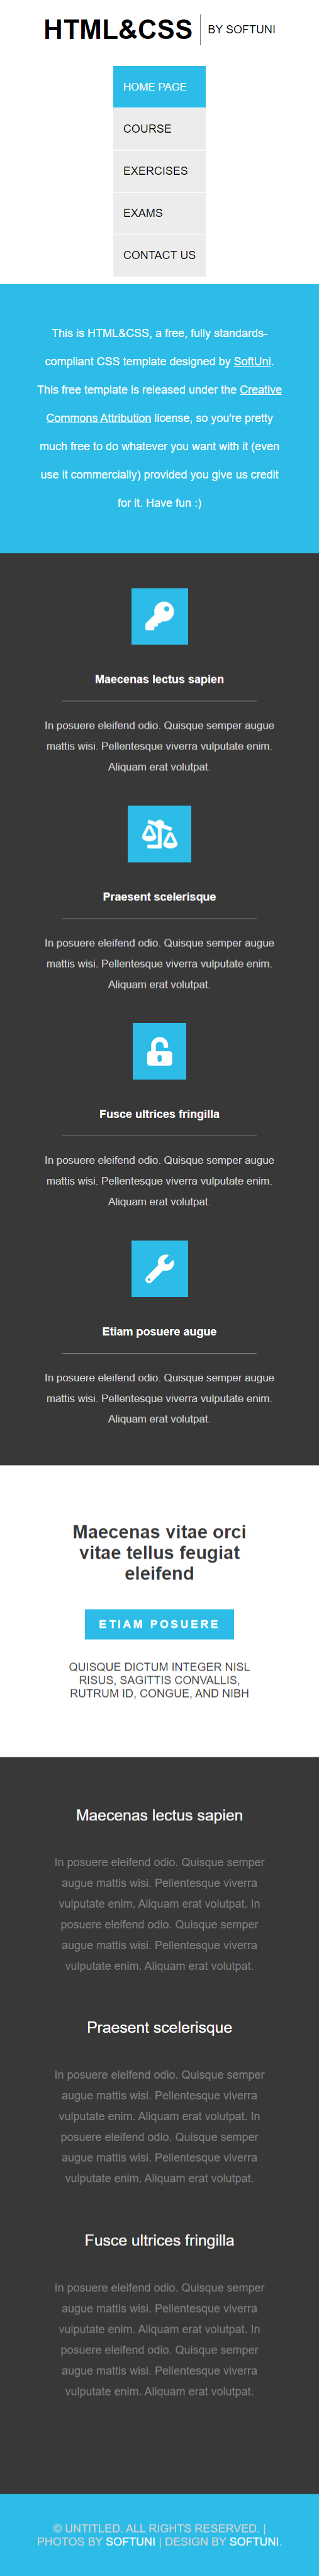 HTML&CSS BY SOFTUNI
HOME PAGE
COURSE
EXERCISES
EXAMS
CONTACT US
This is HTML&CSS, a free, fully standards-
compliant CSS template designed by SoftUni.
This free template is released under the Creative
Commons Attribution license, so you're pretty
much free to do whatever you want with it (even
use it commercially) provided you give us credit
for it. Have fun :)
Maecenas lectus sapien
In posuere eleifend odio. Quisque semper augue
mattis wisi. Pellentesque viverra vulputate enim.
Aliquam erat volutpat.
Praesent scelerisque
In posuere eleifend odio. Quisque semper augue
mattis wisi. Pellentesque viverra vulputate enim.
Aliquam erat volutpat.
Fusce ultrices fringilla
In posuere eleifend odio. Quisque semper augue
mattis wisi. Pellentesque viverra vulputate enim.
Aliquam erat volutpat.
Etiam posuere augue
In posuere eleifend odio. Quisque semper augue
mattis wisi. Pellentesque viverra vulputate enim.
Aliquam erat volutpat.
Maecenas vitae orci
vitae tellus feugiat
eleifend
ETIAM POSUERE
QUISQUE DICTUM INTEGER NISL
RISUS, SAGITTIS CONVALLIS,
RUTRUM ID, CONGUE, AND NIBH
Maecenas lectus sapien
In posuere eleifend odio. Quisque semper
augue mattis wisi. Pellentesque viverra
vulputate enim. Aliquam erat volutpat. In
posuere eleifend odio. Quisque semper
augue mattis wisi. Pellentesque viverra
vulputate enim. Aliquam erat volutpat.
Praesent scelerisque
In posuere eleifend odio. Quisque semper
augue mattis wisi. Pellentesque viverra
vulputate enim. Aliquam erat volutpat. In
posuere eleifend odio. Quisque semper
augue mattis wisi. Pellentesque viverra
vulputate enim. Aliquam erat volutpat.
Fusce ultrices fringilla
In posuere eleifend odio. Quisque semper
augue mattis wisi. Pellentesque viverra
vulputate enim. Aliquam erat volutpat. In
posuere eleifend odio. Quisque semper
augue mattis wisi. Pellentesque viverra
vulputate enim. Aliquam erat volutpat.
© UNTITLED. ALL RIGHTS RESERVED. |
PHOTOS BY SOFTUNI | DESIGN BY SOFTUNI.